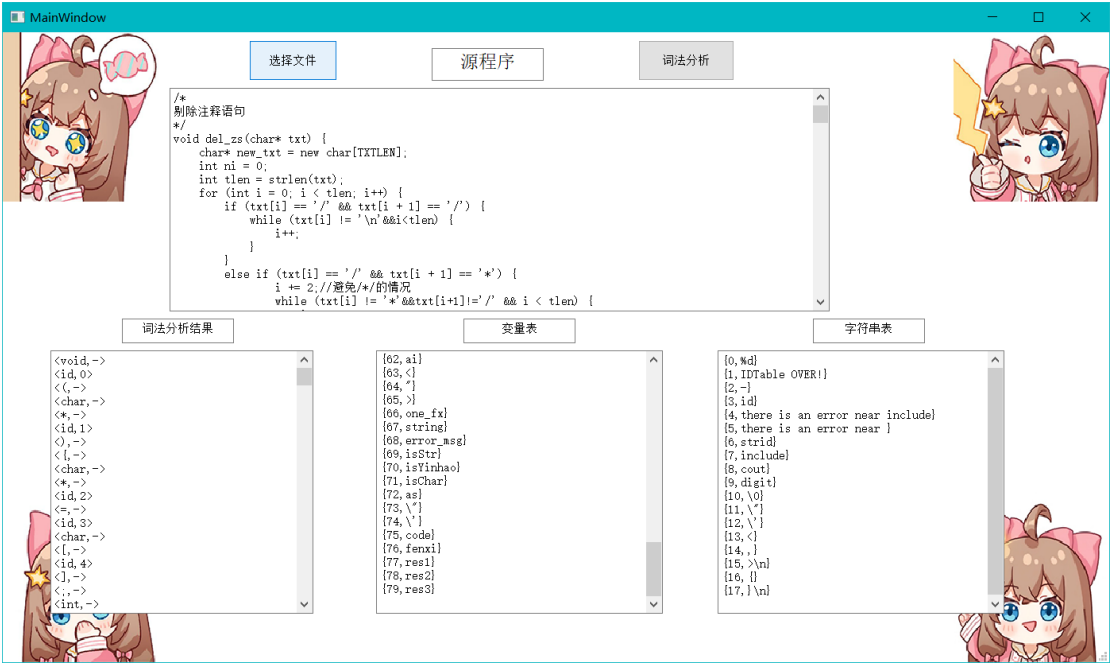 MainWindow
选择文件
源程序
词法分析
/*
剔除注释语句
*/
void del_zs(char* txt) {
    char* new_txt = new char[TXTLEN];
    int ni = 0;
    int tlen = strlen(txt);
    for (int i = 0; i < tlen; i++) {
        if (txt[i] == '/' && txt[i + 1] == '/') {
            while (txt[i] != '\n'&&i<tlen) {
                i++;
            }
        }
        else if (txt[i] == '/' && txt[i + 1] == '*') {
                i += 2;//避免/*/的情况
                while (txt[i] != '*'&&txt[i+1]!='/' && i < tlen) {
词法分析结果
<void,->
<id,0>
<(,->
<char,->
<*,->
<id,1>
<),->
<{,->
<char,->
<*,->
<id,2>
<=,->
<id,3>
<char,->
<[,->
<id,4>
<],->
<;,->
<int,->
变量表
{62,ai}
{63,<}
{64,"}
{65,>}
{66,one_fx}
{67,string}
{68,error_msg}
{69,isStr}
{70,isYinhao}
{71,isChar}
{72,as}
{73,\"}
{74,\'}
{75,code}
{76,fenxi}
{77,res1}
{78,res2}
{79,res3}
字符串表
{0,%d}
{1,IDTable OVER!}
{2,-}
{3,id}
{4,there is an error near include}
{5,there is an error near }
{6,strid}
{7,include}
{8,cout}
{9,digit}
{10,\0}
{11,\"}
{12,\'}
{13,<}
{14,,}
{15,>\n}
{16,{}
{17,}\n}